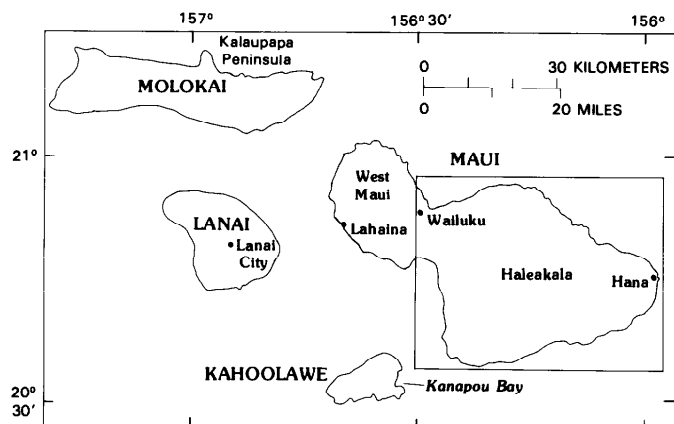 157°
156° 30'
156°
Kalaupapa
Peninsula
MOLOKAI
0
30 KILOMETERS
0
20 MILES
21°
MAUI
West
Maui
Wailuku
Lahaina
LANAI
Lanai
City
Haleakala
Hana
KAHOOLAWE
Kanapou Bay
20°
30'